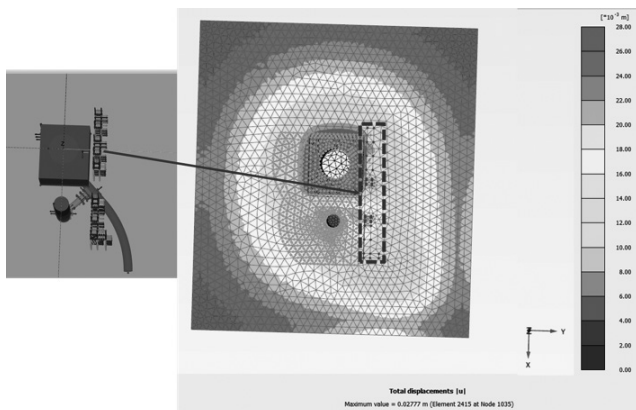 [*10⁻³ m]
28.00
26.00
24.00
22.00
20.00
18.00
16.00
14.00
12.00
10.00
8.00
6.00
4.00
2.00
0.00
Z
Y
X
Total displacements |u|
Maximum value = 0.02777 m (Element 2415 at Node 1035)